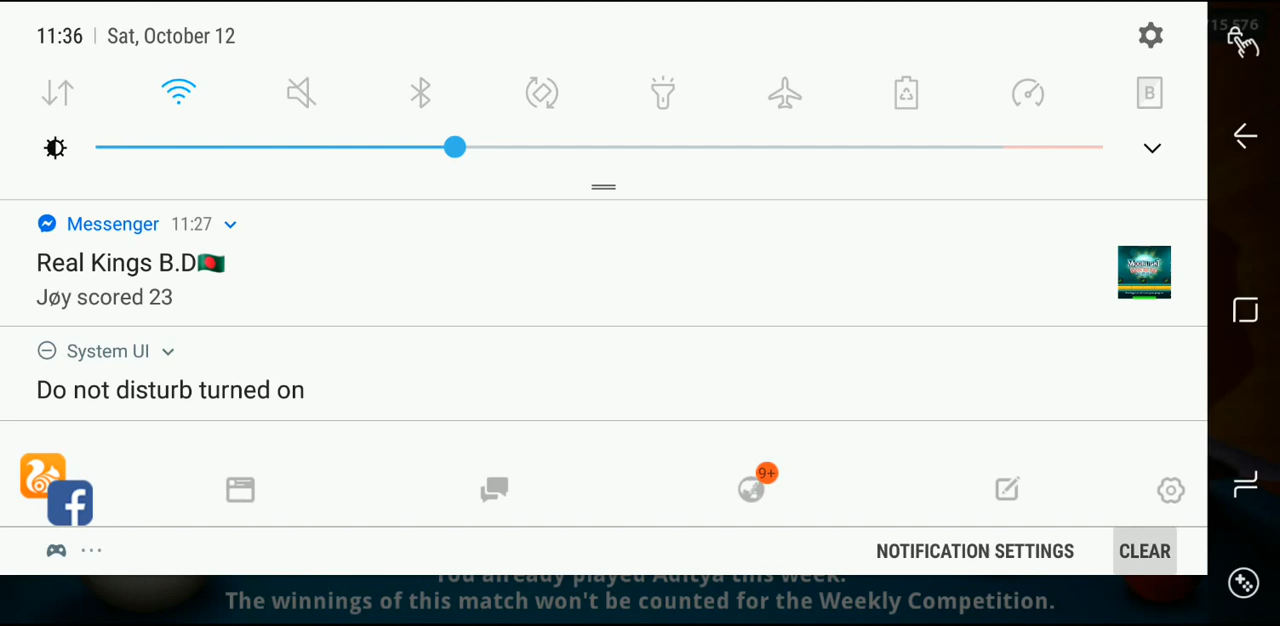 11:36 | Sat, October 12
B
Messenger 11:27
Real Kings B.D🇧🇩
Jøy scored 23
System UI
Do not disturb turned on
9+
NOTIFICATION SETTINGS CLEAR
You already played Aditya this week.
The winnings of this match won't be counted for the Weekly Competition.